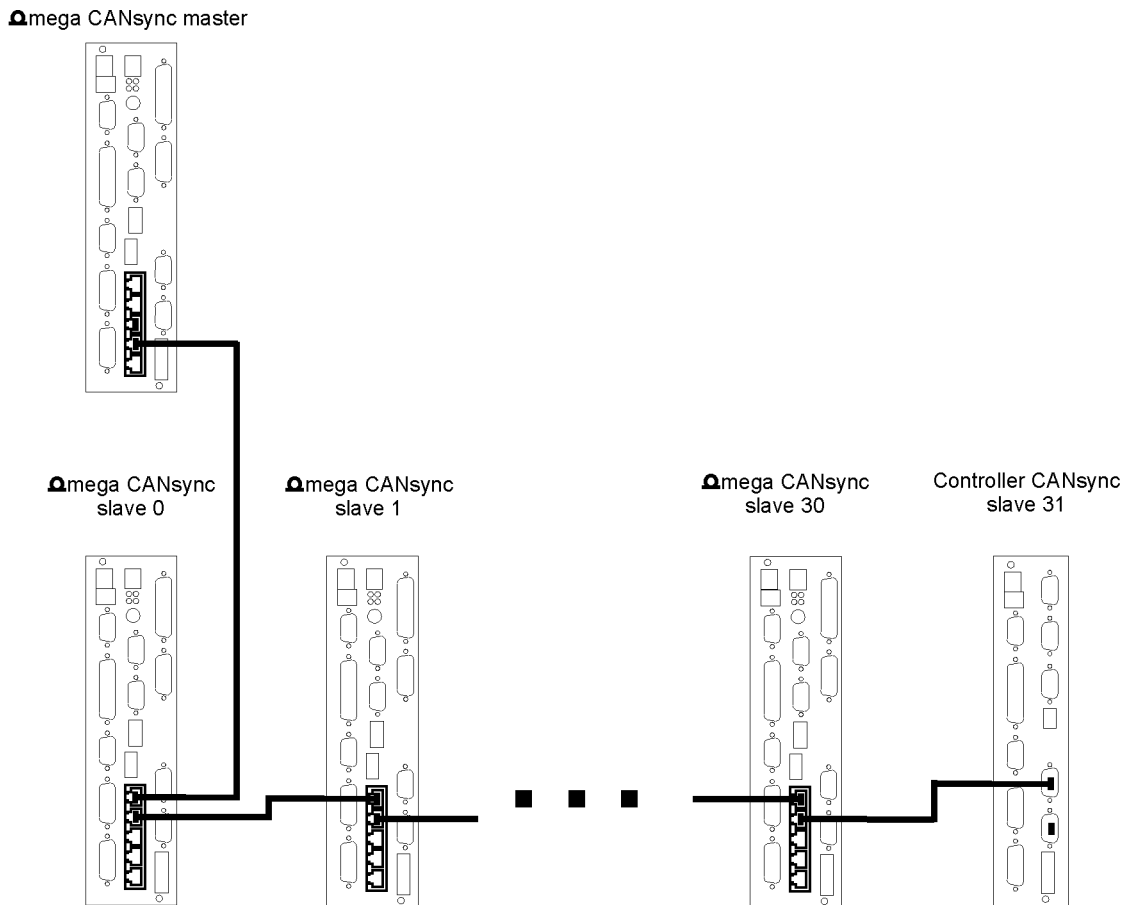 Ωmega CANsync master
Ωmega CANsync
slave 0
Ωmega CANsync
slave 1
Ωmega CANsync
slave 30
Controller CANsync
slave 31